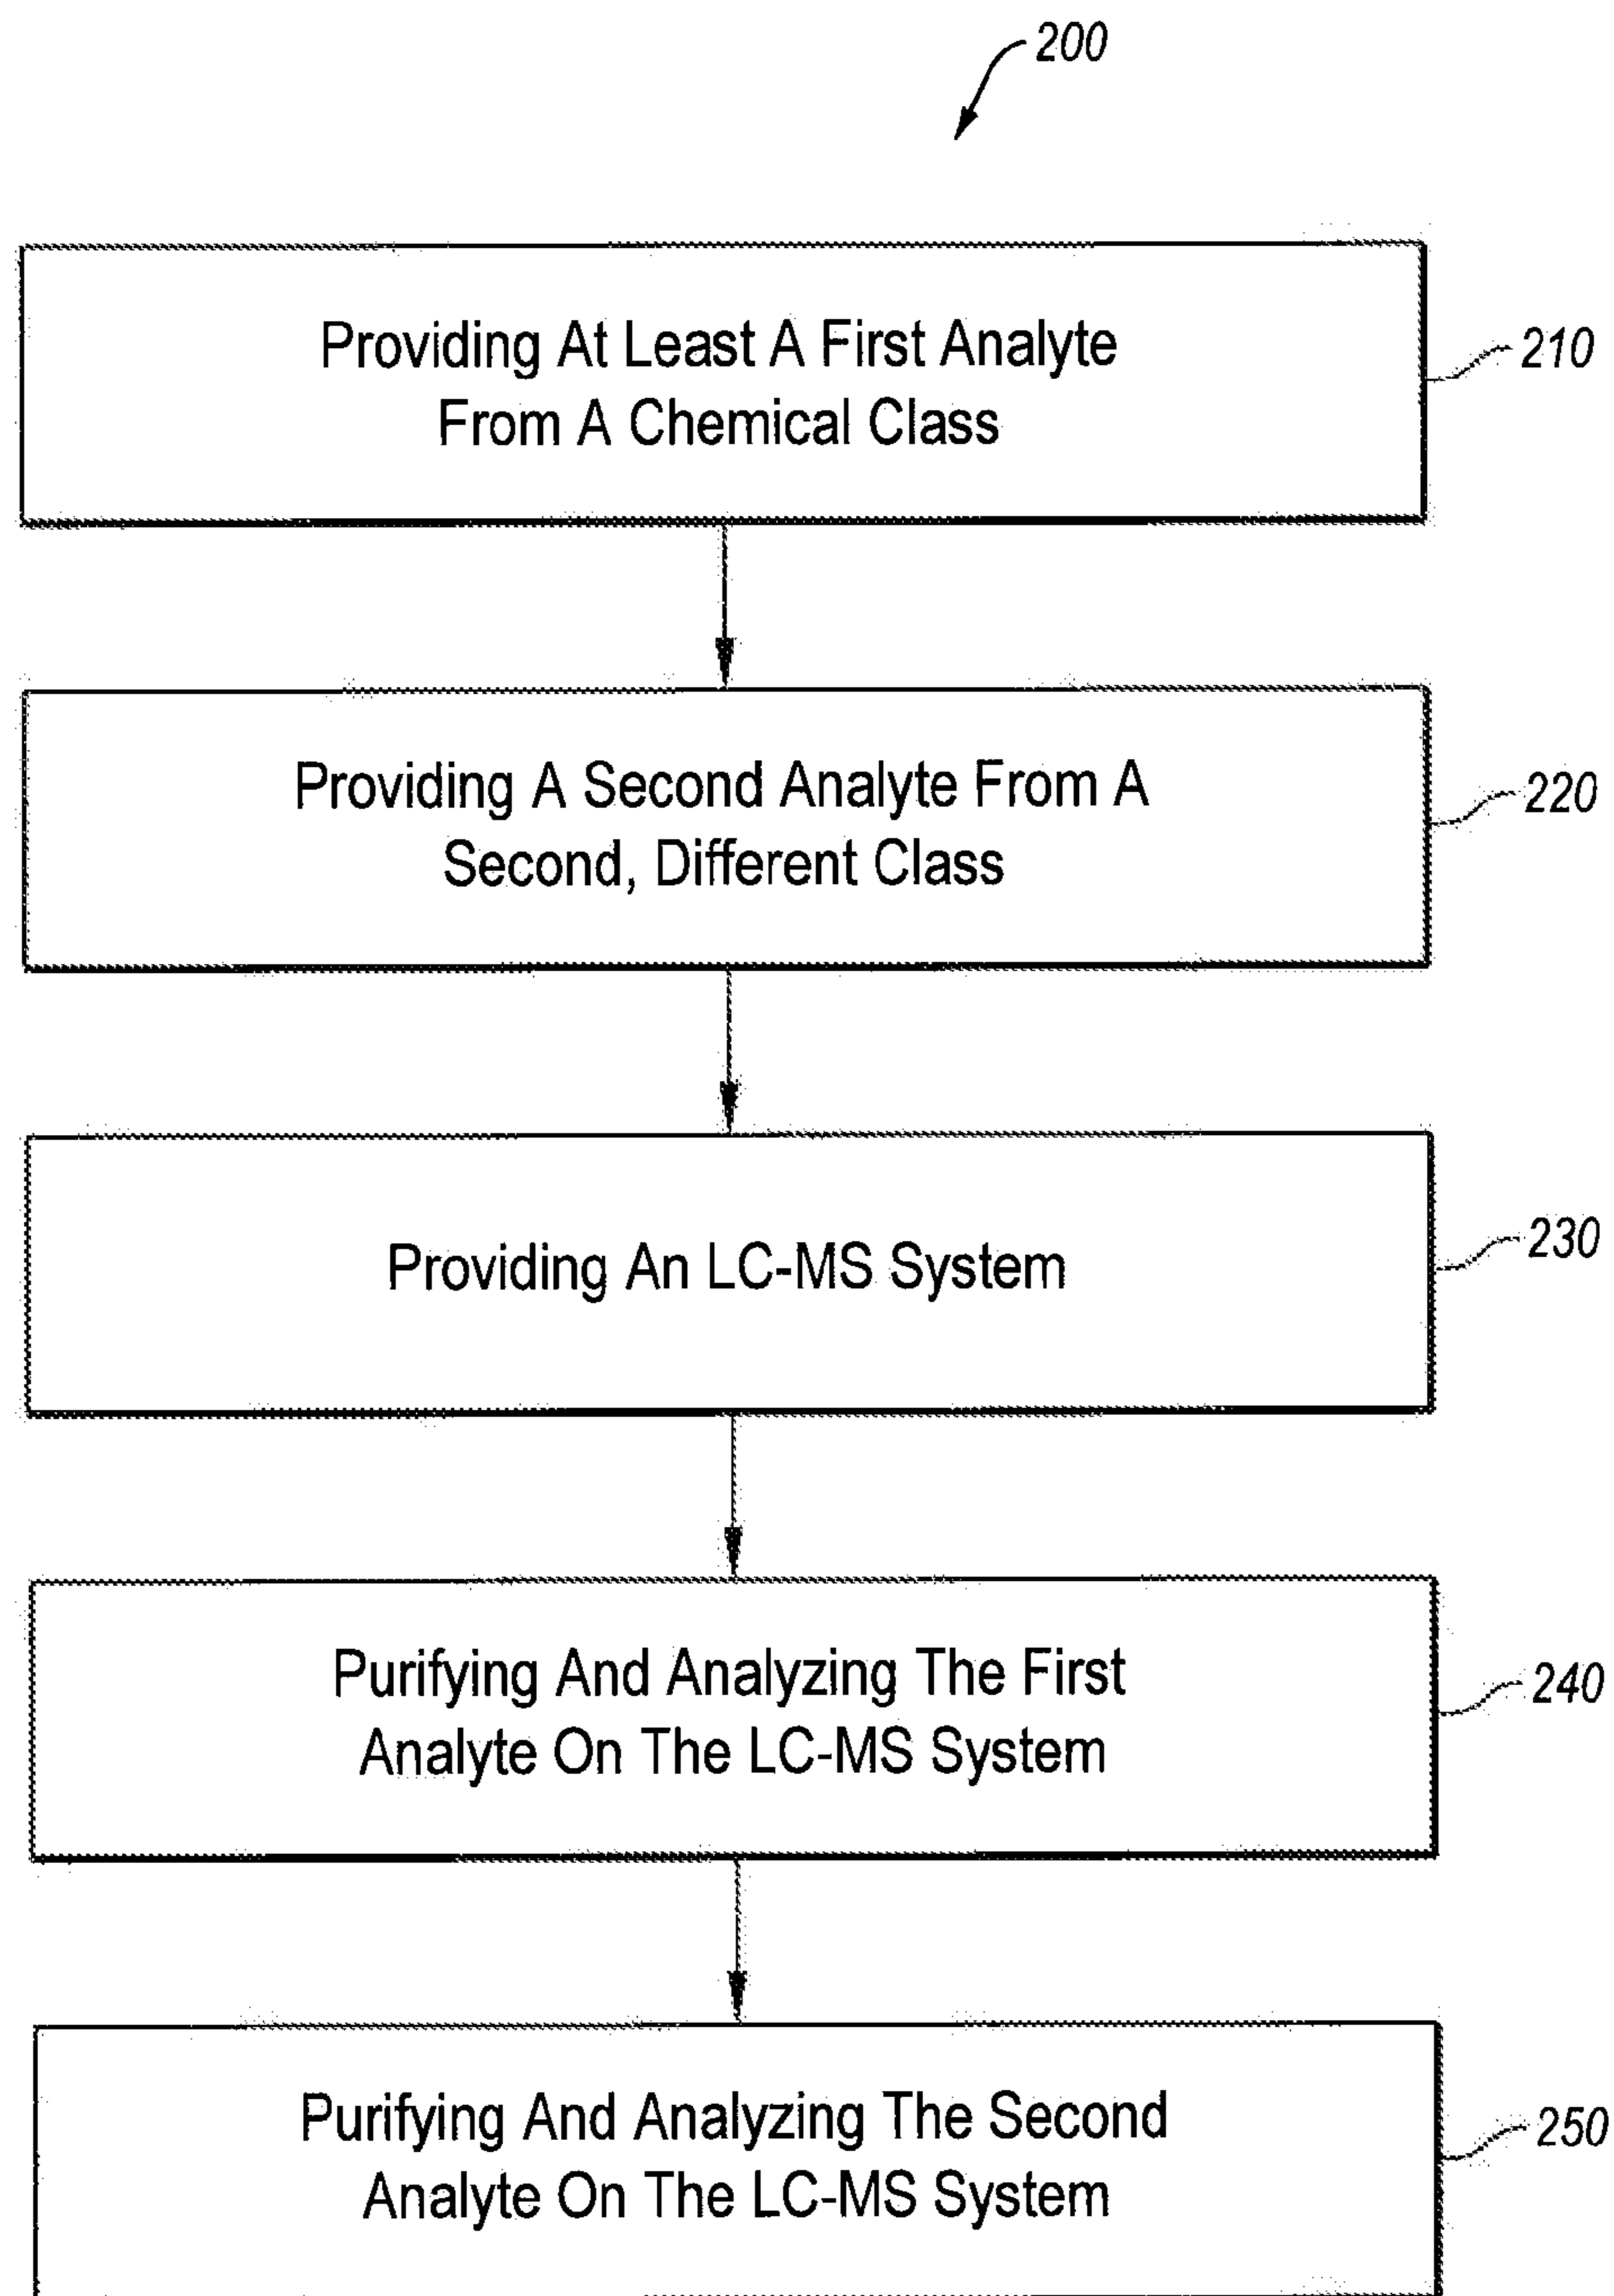 200
Providing At Least A First Analyte
From A Chemical Class
210
Providing A Second Analyte From A
Second, Different Class
220
Providing An LC-MS System
230
Purifying And Analyzing The First
Analyte On The LC-MS System
240
Purifying And Analyzing The Second
Analyte On The LC-MS System
250